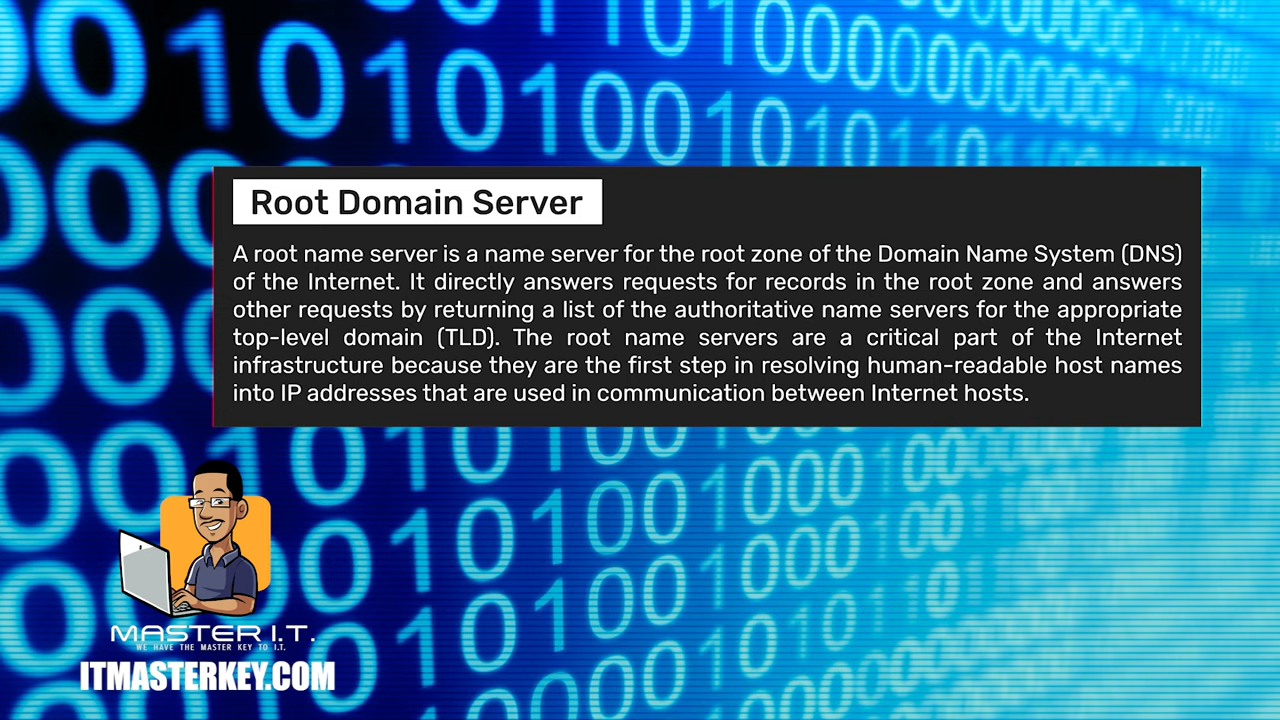 Root Domain Server
A root name server is a name server for the root zone of the Domain Name System (DNS)
of the Internet. It directly answers requests for records in the root zone and answers
other requests by returning a list of the authoritative name servers for the appropriate
top-level domain (TLD). The root name servers are a critical part of the Internet
infrastructure because they are the first step in resolving human-readable host names
into IP addresses that are used in communication between Internet hosts.
MASTER I.T.
WE HAVE THE MASTER KEY TO I.T.
ITMASTERKEY.COM